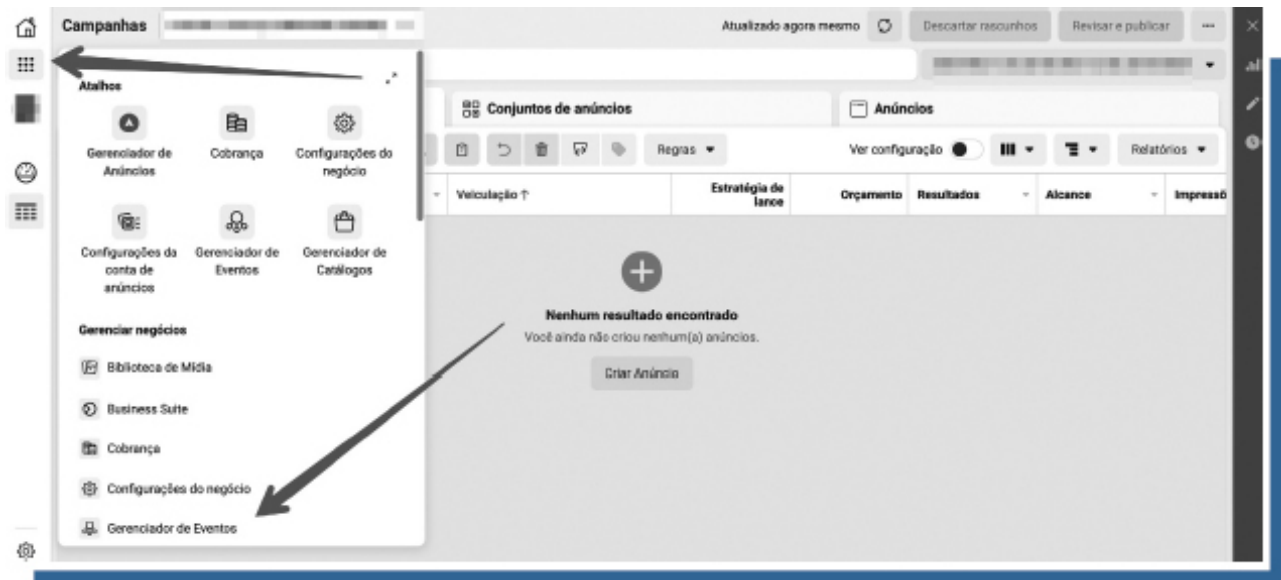 Campanhas
Atualizado agora mesmo
Descartar rascunhos
Revisar e publicar
Atalhos
Gerenciador de
Anúncios
Cobrança
Configurações do
negócio
Configurações da
conta de
anúncios
Gerenciador de
Eventos
Gerenciador de
Catálogos
Gerenciar negócios
Biblioteca de Mídia
Business Suite
Cobrança
Configurações do negócio
Gerenciador de Eventos
Conjuntos de anúncios
Anúncios
Regras
Ver configuração
Relatórios
Veiculação ↑
Estratégia de
lance
Orçamento
Resultados
Alcance
Impressõ
Nenhum resultado encontrado
Você ainda não criou nenhum(a) anúncios.
Criar Anúncio